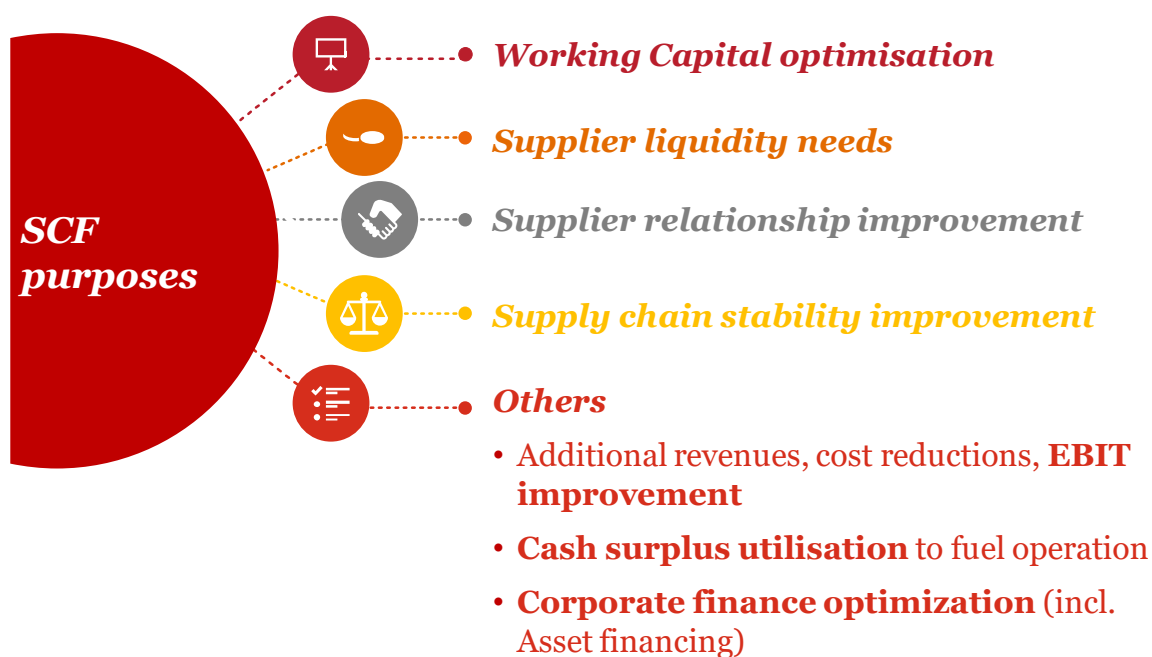 SCF
purposes
Working Capital optimisation
Supplier liquidity needs
Supplier relationship improvement
Supply chain stability improvement
Others
• Additional revenues, cost reductions, EBIT
improvement
• Cash surplus utilisation to fuel operation
• Corporate finance optimization (incl.
Asset financing)